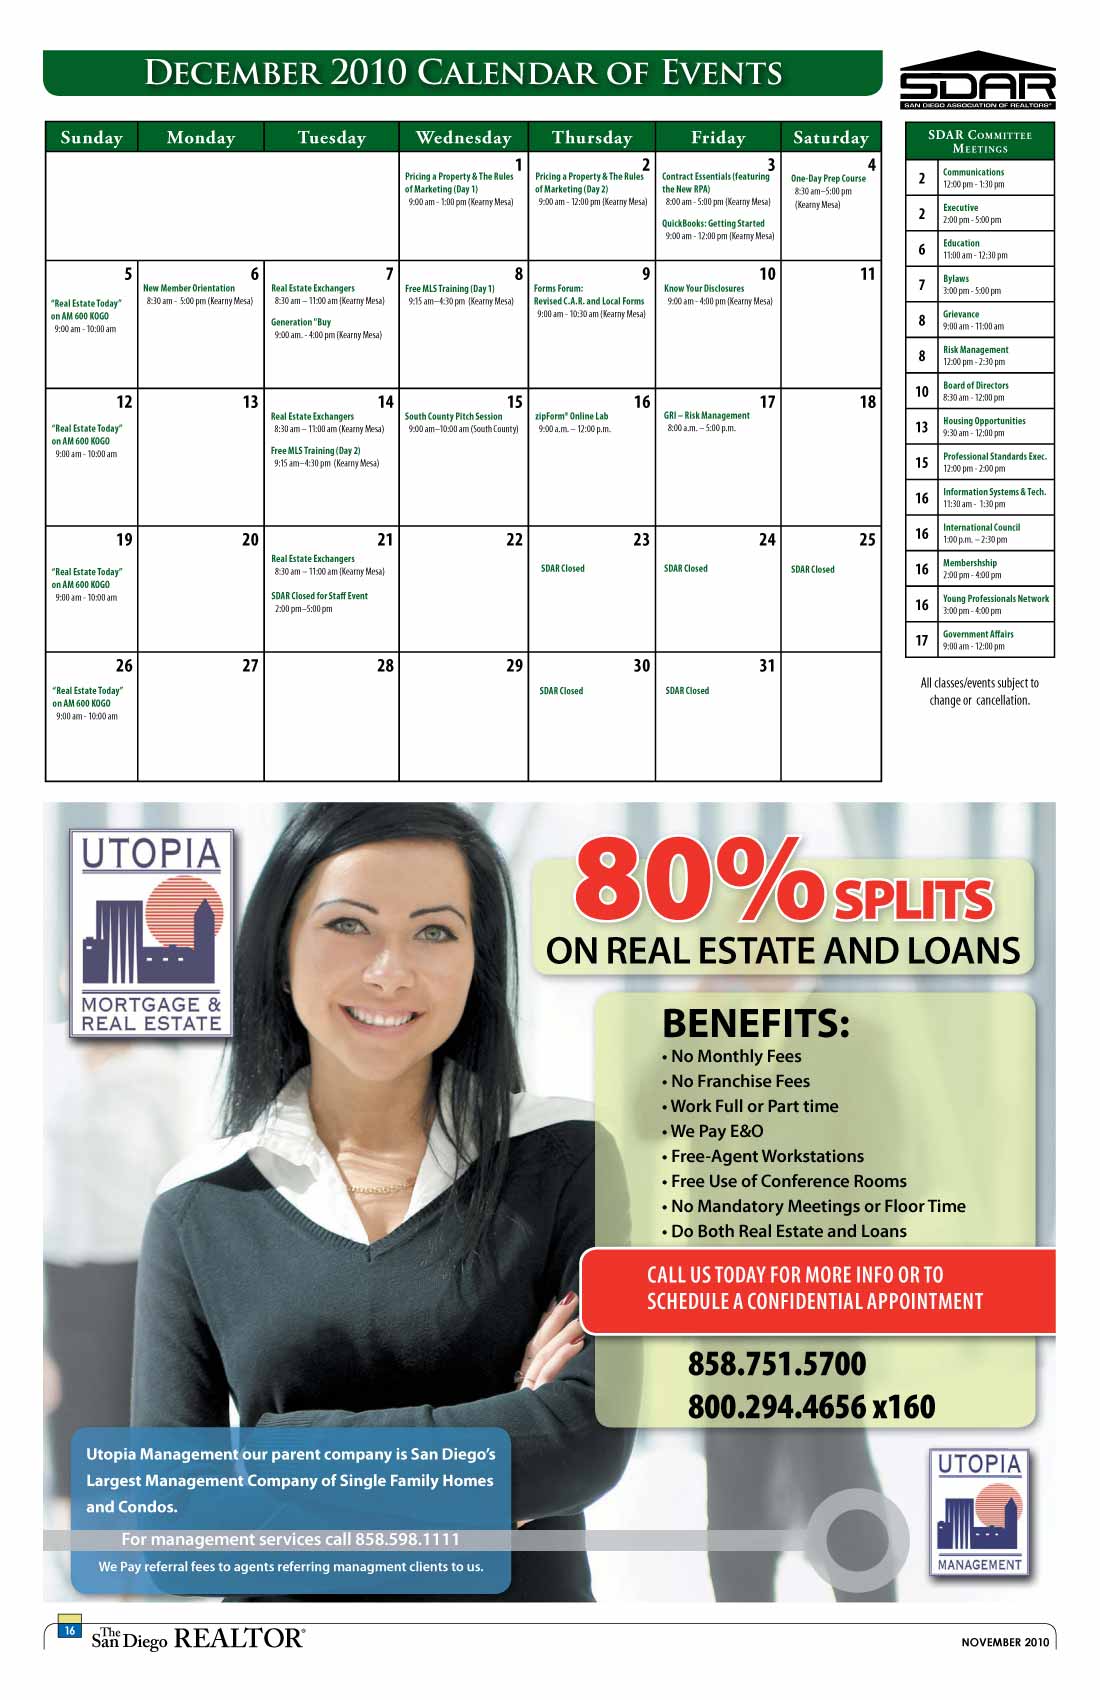 December 2010 Calendar of Events
SDAR
SAN DIEGO ASSOCIATION OF REALTORS®
Sunday Monday Tuesday Wednesday Thursday Friday Saturday
1
Pricing a Property & The Rules
of Marketing (Day 1)
9:00 am - 1:00 pm (Kearny Mesa)
2
Pricing a Property & The Rules
of Marketing (Day 2)
9:00 am - 12:00 pm (Kearny Mesa)
3
Contract Essentials (featuring
the New RPA)
8:00 am - 5:00 pm (Kearny Mesa)
QuickBooks: Getting Started
9:00 am - 12:00 pm (Kearny Mesa)
4
One-Day Prep Course
8:30 am–5:00 pm
(Kearny Mesa)
5
"Real Estate Today"
on AM 600 KOGO
9:00 am - 10:00 am
6
New Member Orientation
8:30 am - 5:00 pm (Kearny Mesa)
7
Real Estate Exchangers
8:30 am – 11:00 am (Kearny Mesa)
Generation "Buy
9:00 am. - 4:00 pm (Kearny Mesa)
8
Free MLS Training (Day 1)
9:15 am–4:30 pm (Kearny Mesa)
9
Forms Forum:
Revised C.A.R. and Local Forms
9:00 am - 10:30 am (Kearny Mesa)
10
Know Your Disclosures
9:00 am - 4:00 pm (Kearny Mesa)
11
12
"Real Estate Today"
on AM 600 KOGO
9:00 am - 10:00 am
13
14
Real Estate Exchangers
8:30 am – 11:00 am (Kearny Mesa)
Free MLS Training (Day 2)
9:15 am–4:30 pm (Kearny Mesa)
15
South County Pitch Session
9:00 am–10:00 am (South County)
16
zipForm® Online Lab
9:00 a.m. – 12:00 p.m.
17
GRI – Risk Management
8:00 a.m. – 5:00 p.m.
18
19
"Real Estate Today"
on AM 600 KOGO
9:00 am - 10:00 am
20
21
Real Estate Exchangers
8:30 am – 11:00 am (Kearny Mesa)
SDAR Closed for Staff Event
2:00 pm–5:00 pm
22
23
SDAR Closed
24
SDAR Closed
25
SDAR Closed
26
"Real Estate Today"
on AM 600 KOGO
9:00 am - 10:00 am
27
28
29
30
SDAR Closed
31
SDAR Closed
SDAR Committee
Meetings
2 Communications
12:00 pm - 1:30 pm
2 Executive
2:00 pm - 5:00 pm
6 Education
11:00 am - 12:30 pm
7 Bylaws
3:00 pm - 5:00 pm
8 Grievance
9:00 am - 11:00 am
8 Risk Management
12:00 pm - 2:30 pm
10 Board of Directors
8:30 am - 12:00 pm
13 Housing Opportunities
9:30 am - 12:00 pm
15 Professional Standards Exec.
12:00 pm - 2:00 pm
16 Information Systems & Tech.
11:30 am - 1:30 pm
16 International Council
1:00 p.m. – 2:30 pm
16 Membershship
2:00 pm - 4:00 pm
16 Young Professionals Network
3:00 pm - 4:00 pm
17 Government Affairs
9:00 am - 12:00 pm
All classes/events subject to
change or cancellation.
UTOPIA
MORTGAGE &
REAL ESTATE
80% SPLITS
ON REAL ESTATE AND LOANS
BENEFITS:
• No Monthly Fees
• No Franchise Fees
• Work Full or Part time
• We Pay E&O
• Free-Agent Workstations
• Free Use of Conference Rooms
• No Mandatory Meetings or Floor Time
• Do Both Real Estate and Loans
CALL US TODAY FOR MORE INFO OR TO
SCHEDULE A CONFIDENTIAL APPOINTMENT
858.751.5700
800.294.4656 x160
Utopia Management our parent company is San Diego's
Largest Management Company of Single Family Homes
and Condos.
For management services call 858.598.1111
We Pay referral fees to agents referring managment clients to us.
UTOPIA
MANAGEMENT
16
The San Diego REALTOR®
NOVEMBER 2010